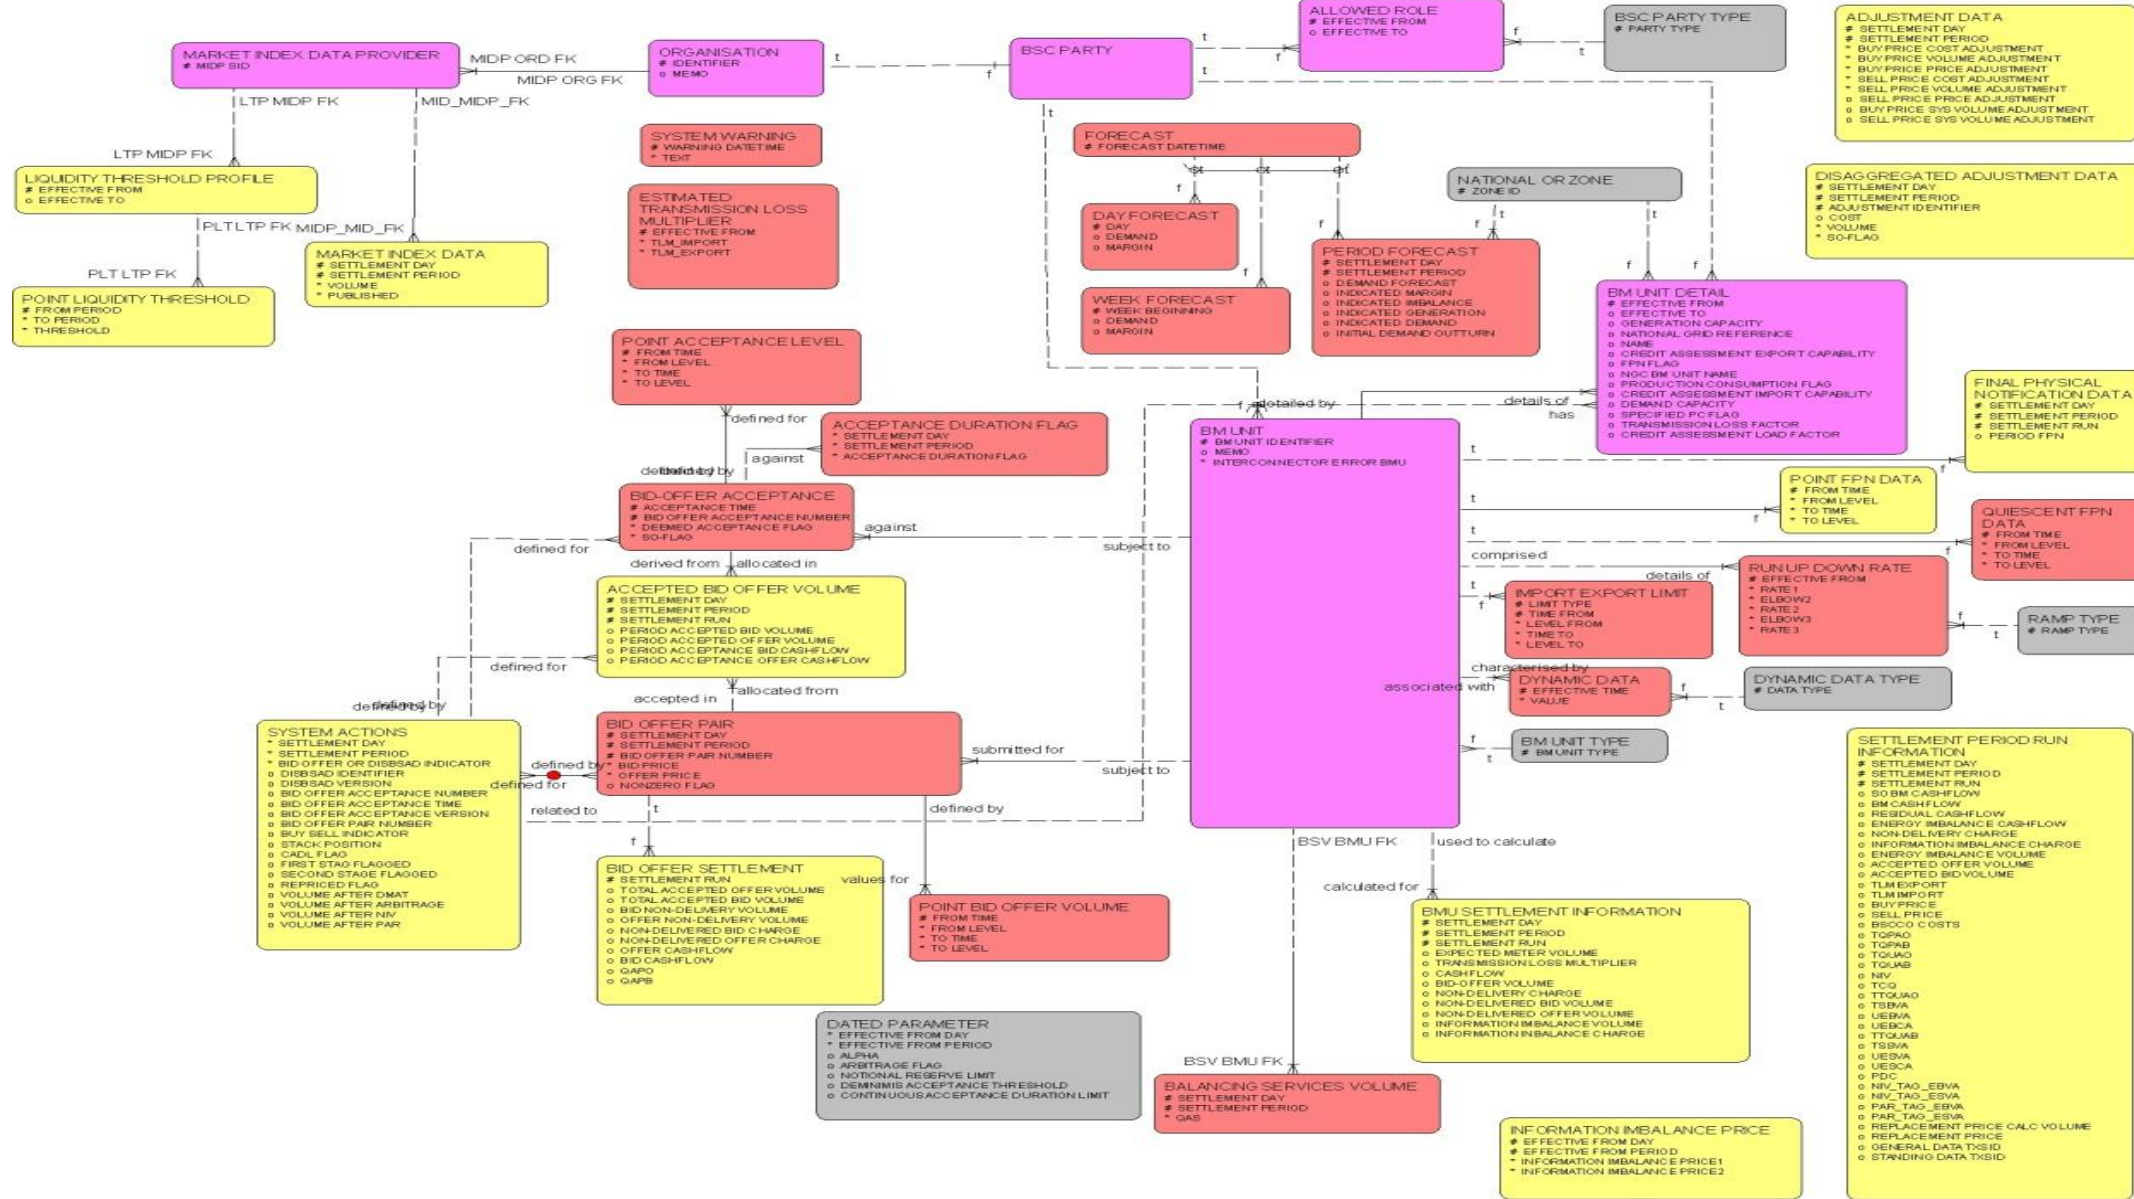 MARKET INDEX DATA PROVIDER
# MIDP SID
MIDP ORD FK
MIDP ORG FK
ORGANISATION
# IDENTIFIER
o MEMO
t
f
BSC PARTY
t
f
t
t
ALLOWED ROLE
# EFFECTIVE FROM
o EFFECTIVE TO
f
t
BSC PARTY TYPE
# PARTY TYPE
ADJUSTMENT DATA
# SETTLEMENT DAY
# SETTLEMENT PERIOD
* BUY PRICE COST ADJUSTMENT
* BUY PRICE VOLUME ADJUSTMENT
* BUY PRICE PRICE ADJUSTMENT
* SELL PRICE COST ADJUSTMENT
* SELL PRICE VOLUME ADJUSTMENT
o SELL PRICE PRICE ADJUSTMENT
o BUY PRICE SYS VOLUME ADJUSTMENT
o SELL PRICE SYS VOLUME ADJUSTMENT
LTP MIDP FK
MID_MIDP_FK
LTP MIDP FK
LIQUIDITY THRESHOLD PROFILE
# EFFECTIVE FROM
o EFFECTIVE TO
PLT LTP FK
MIDP_MID_FK
PLT LTP FK
MARKET INDEX DATA
# SETTLEMENT DAY
# SETTLEMENT PERIOD
* VOLUME
* PUBLISHED
POINT LIQUIDITY THRESHOLD
# FROM PERIOD
* TO PERIOD
* THRESHOLD
SYSTEM WARNING
# WARNING DATETIME
* TEXT
ESTIMATED
TRANSMISSION LOSS
MULTIPLIER
# EFFECTIVE FROM
* TLM_IMPORT
* TLM_EXPORT
FORECAST
# FORECAST DATETIME
f
f
f
DAY FORECAST
# DAY
o DEMAND
o MARGIN
WEEK FORECAST
# WEEK BEGINNING
o DEMAND
o MARGIN
NATIONAL OR ZONE
# ZONE ID
t
f
t
f
f
PERIOD FORECAST
# SETTLEMENT DAY
# SETTLEMENT PERIOD
o DEMAND FORECAST
o INDICATED MARGIN
o INDICATED IMBALANCE
o INDICATED GENERATION
o INDICATED DEMAND
o INITIAL DEMAND OUTTURN
DISAGGREGATED ADJUSTMENT DATA
# SETTLEMENT DAY
# SETTLEMENT PERIOD
# ADJUSTMENT IDENTIFIER
o COST
* VOLUME
* SO-FLAG
BM UNIT DETAIL
# EFFECTIVE FROM
o EFFECTIVE TO
o GENERATION CAPACITY
o NATIONAL GRID REFERENCE
o NAME
o CREDIT ASSESSMENT EXPORT CAPABILITY
o FPN FLAG
o NGC BM UNIT NAME
o PRODUCTION CONSUMPTION FLAG
o CREDIT ASSESSMENT IMPORT CAPABILITY
o DEMAND CAPACITY
o SPECIFIED PC FLAG
o TRANSMISSION LOSS FACTOR
o CREDIT ASSESSMENT LOAD FACTOR
POINT ACCEPTANCE LEVEL
# FROM TIME
* FROM LEVEL
* TO TIME
* TO LEVEL
defined for
ACCEPTANCE DURATION FLAG
* SETTLEMENT DAY
* SETTLEMENT PERIOD
* ACCEPTANCE DURATION FLAG
against
defined by
BID-OFFER ACCEPTANCE
# ACCEPTANCE TIME
# BID OFFER ACCEPTANCE NUMBER
* DEEMED ACCEPTANCE FLAG
* SO-FLAG
against
subject to
defined for
derived from
allocated in
f
detailed by
details of
has
BM UNIT
# BM UNIT IDENTIFIER
o MEMO
* INTERCONNECTOR ERROR BMU
FINAL PHYSICAL
NOTIFICATION DATA
# SETTLEMENT DAY
# SETTLEMENT PERIOD
# SETTLEMENT RUN
o PERIOD FPN
t
f
POINT FPN DATA
# FROM TIME
* FROM LEVEL
* TO TIME
* TO LEVEL
t
f
QUIESCENT FPN
DATA
# FROM TIME
* FROM LEVEL
* TO TIME
* TO LEVEL
t
f
comprised
details of
RUN UP DOWN RATE
# EFFECTIVE FROM
* RATE1
* ELBOW2
* RATE2
* ELBOW3
* RATE3
f
t
RAMP TYPE
# RAMP TYPE
t
f
IMPORT EXPORT LIMIT
# LIMIT TYPE
# TIME FROM
* LEVEL FROM
* TIME TO
* LEVEL TO
characterised by
associated with
DYNAMIC DATA
# EFFECTIVE TIME
* VALUE
f
t
DYNAMIC DATA TYPE
# DATA TYPE
f
t
BM UNIT TYPE
# BM UNIT TYPE
ACCEPTED BID OFFER VOLUME
# SETTLEMENT DAY
# SETTLEMENT PERIOD
# SETTLEMENT RUN
o PERIOD ACCEPTED BID VOLUME
o PERIOD ACCEPTED OFFER VOLUME
o PERIOD ACCEPTANCE BID CASHFLOW
o PERIOD ACCEPTANCE OFFER CASHFLOW
defined for
accepted in
allocated from
defined by
SYSTEM ACTIONS
* SETTLEMENT DAY
* SETTLEMENT PERIOD
* BID OFFER OR DISBSAD INDICATOR
o DISBSAD IDENTIFIER
o DISBSAD VERSION
o BID OFFER ACCEPTANCE NUMBER
o BID OFFER ACCEPTANCE TIME
o BID OFFER ACCEPTANCE VERSION
o BID OFFER PAIR NUMBER
o BUY SELL INDICATOR
o STACK POSITION
o CADL FLAG
o FIRST STAG FLAGGED
o SECOND STAGE FLAGGED
o REPRICED FLAG
o VOLUME AFTER DMAT
o VOLUME AFTER ARBITRAGE
o VOLUME AFTER NIV
o VOLUME AFTER PAR
defined by
defined for
related to
BID OFFER PAIR
# SETTLEMENT DAY
# SETTLEMENT PERIOD
# BID OFFER PAIR NUMBER
* BID PRICE
* OFFER PRICE
o NONZERO FLAG
submitted for
subject to
t
f
defined by
values for
BID OFFER SETTLEMENT
# SETTLEMENT RUN
o TOTAL ACCEPTED OFFER VOLUME
o TOTAL ACCEPTED BID VOLUME
o BID NON-DELIVERY VOLUME
o OFFER NON-DELIVERY VOLUME
o NON-DELIVERED BID CHARGE
o NON-DELIVERED OFFER CHARGE
o OFFER CASHFLOW
o BID CASHFLOW
o QAPO
o QAPB
POINT BID OFFER VOLUME
# FROM TIME
* FROM LEVEL
* TO TIME
* TO LEVEL
BSV BMU FK
used to calculate
calculated for
BMU SETTLEMENT INFORMATION
# SETTLEMENT DAY
# SETTLEMENT PERIOD
# SETTLEMENT RUN
o EXPECTED METER VOLUME
o TRANSMISSION LOSS MULTIPLIER
o CASHFLOW
o BID-OFFER VOLUME
o NON-DELIVERY CHARGE
o NON-DELIVERED BID VOLUME
o NON-DELIVERED OFFER VOLUME
o INFORMATION IMBALANCE VOLUME
o INFORMATION INBALANCE CHARGE
DATED PARAMETER
* EFFECTIVE FROM DAY
* EFFECTIVE FROM PERIOD
o ALPHA
o ARBITRAGE FLAG
o NOTIONAL RESERVE LIMIT
o DEMINIMIS ACCEPTANCE THRESHOLD
o CONTINUOUS ACCEPTANCE DURATION LIMIT
BSV BMU FK
BALANCING SERVICES VOLUME
# SETTLEMENT DAY
# SETTLEMENT PERIOD
* QAS
INFORMATION IMBALANCE PRICE
# EFFECTIVE FROM DAY
# EFFECTIVE FROM PERIOD
* INFORMATION IMBALANCE PRICE1
* INFORMATION IMBALANCE PRICE2
SETTLEMENT PERIOD RUN
INFORMATION
# SETTLEMENT DAY
# SETTLEMENT PERIOD
# SETTLEMENT RUN
o SO BM CASHFLOW
o BM CASHFLOW
o RESIDUAL CASHFLOW
o ENERGY IMBALANCE CASHFLOW
o NON-DELIVERY CHARGE
o INFORMATION IMBALANCE CHARGE
o ENERGY IMBALANCE VOLUME
o ACCEPTED OFFER VOLUME
o ACCEPTED BID VOLUME
o TLM EXPORT
o TLM IMPORT
o BUY PRICE
o SELL PRICE
o BSCCO COSTS
o TQPAO
o TQPAB
o TQUAO
o TQUAB
o NIV
o TCQ
o TTQUAO
o TSBVA
o UEBVA
o UEBCA
o TTQUAB
o TSSVA
o UESVA
o UESCA
o PDC
o NIV_TAG_EBVA
o NIV_TAG_ESVA
o PAR_TAG_EBVA
o PAR_TAG_ESVA
o REPLACEMENT PRICE CALC VOLUME
o REPLACEMENT PRICE
o GENERAL DATA TXSID
o STANDING DATA TXSID